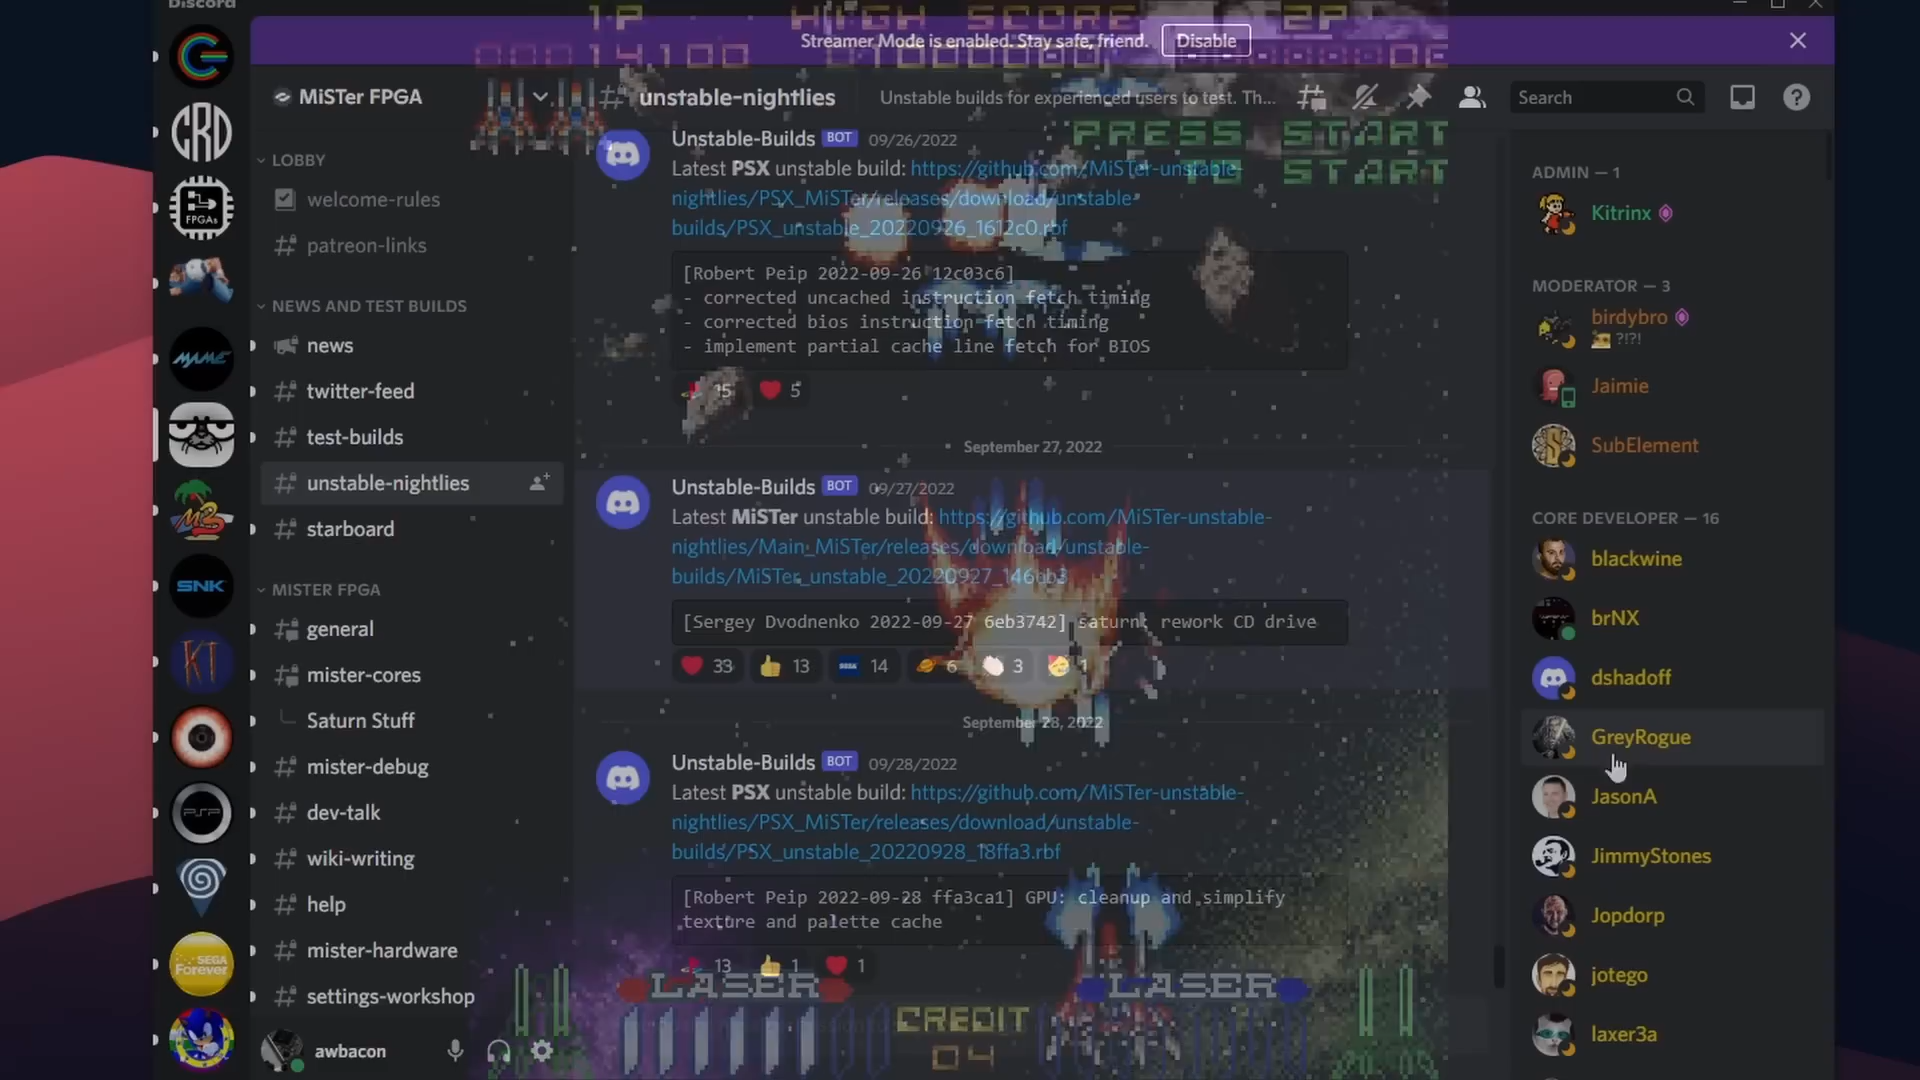 Discord
1P HIGH SCORE 2P
Streamer Mode is enabled. Stay safe, friend. Disable
MiSTer FPGA
unstable-nightlies
Unstable builds for experienced users to test. Th...
Search
PRESS START
TO START
LOBBY
welcome-rules
patreon-links
NEWS AND TEST BUILDS
news
twitter-feed
test-builds
unstable-nightlies
starboard
MISTER FPGA
general
mister-cores
Saturn Stuff
mister-debug
dev-talk
wiki-writing
help
mister-hardware
settings-workshop
awbacon
CRD
FPGAs
MAME
SNK
KT
PSP
SEGA
Forever
Unstable-Builds BOT 09/26/2022
Latest PSX unstable build: https://github.com/MiSTer-unstable-
nightlies/PSX_MiSTer/releases/download/unstable-
builds/PSX_unstable_20220926_1612c0.rbf
[Robert Peip 2022-09-26 12c03c6]
- corrected uncached instruction fetch timing
- corrected bios instruction fetch timing
- implement partial cache line fetch for BIOS
15 5
September 27, 2022
Unstable-Builds BOT 09/27/2022
Latest MiSTer unstable build: https://github.com/MiSTer-unstable-
nightlies/Main_MiSTer/releases/download/unstable-
builds/MiSTer_unstable_20220927_146eb3
[Sergey Dvodnenko 2022-09-27 6eb3742] saturn: rework CD drive
33 13 14 6 3 1
September 28, 2022
Unstable-Builds BOT 09/28/2022
Latest PSX unstable build: https://github.com/MiSTer-unstable-
nightlies/PSX_MiSTer/releases/download/unstable-
builds/PSX_unstable_20220928_18ffa3.rbf
[Robert Peip 2022-09-28 ffa3ca1] GPU: cleanup and simplify
texture and palette cache
13 1 1
LASER LASER
CREDIT
04
ADMIN — 1
Kitrinx
MODERATOR — 3
birdybro
?!?!
Jaimie
SubElement
CORE DEVELOPER — 16
blackwine
brNX
dshadoff
GreyRogue
JasonA
JimmyStones
Jopdorp
jotego
laxer3a